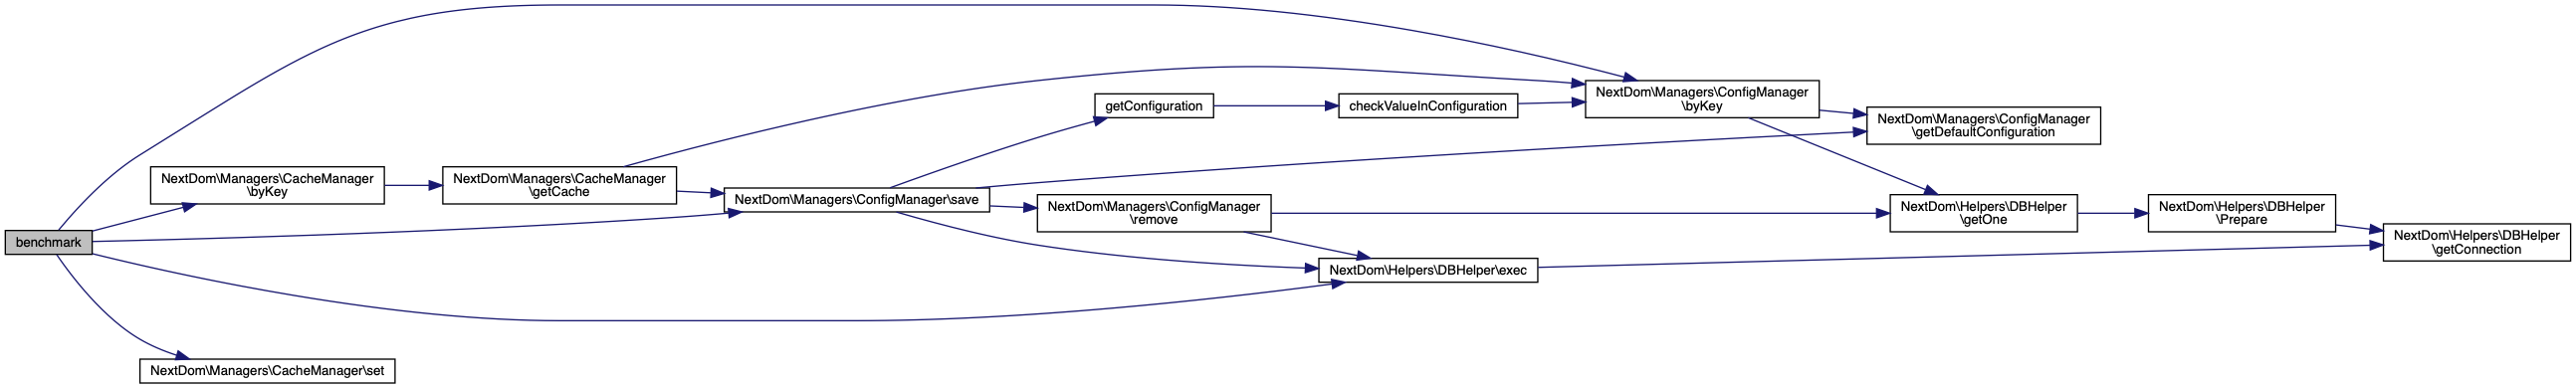 benchmark
NextDom\Managers\CacheManager
\byKey
NextDom\Managers\CacheManager
\getCache
NextDom\Managers\ConfigManager\save
getConfiguration
checkValueInConfiguration
NextDom\Managers\ConfigManager
\byKey
NextDom\Managers\ConfigManager
\getDefaultConfiguration
NextDom\Managers\ConfigManager
\remove
NextDom\Helpers\DBHelper
\getOne
NextDom\Helpers\DBHelper
\Prepare
NextDom\Helpers\DBHelper
\getConnection
NextDom\Helpers\DBHelper\exec
NextDom\Managers\CacheManager\set